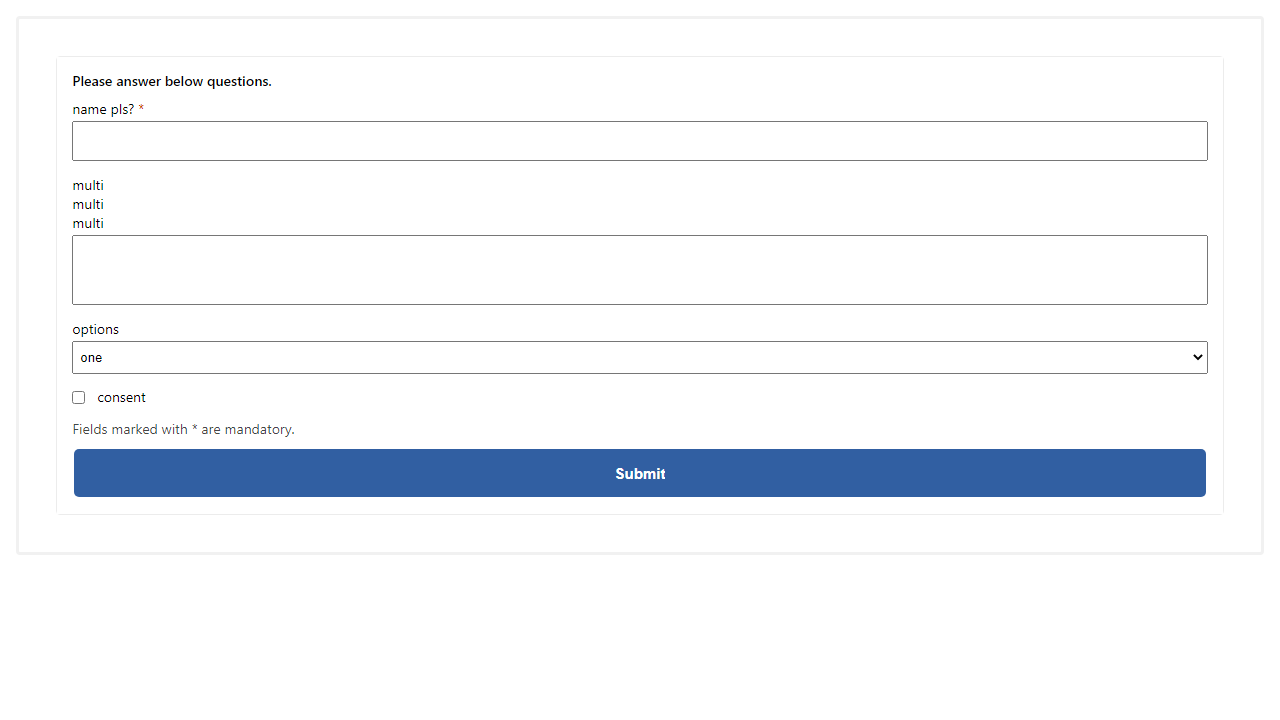 Please answer below questions.
name pls? *
multi
multi
multi
options
one
consent
Fields marked with * are mandatory.
Submit